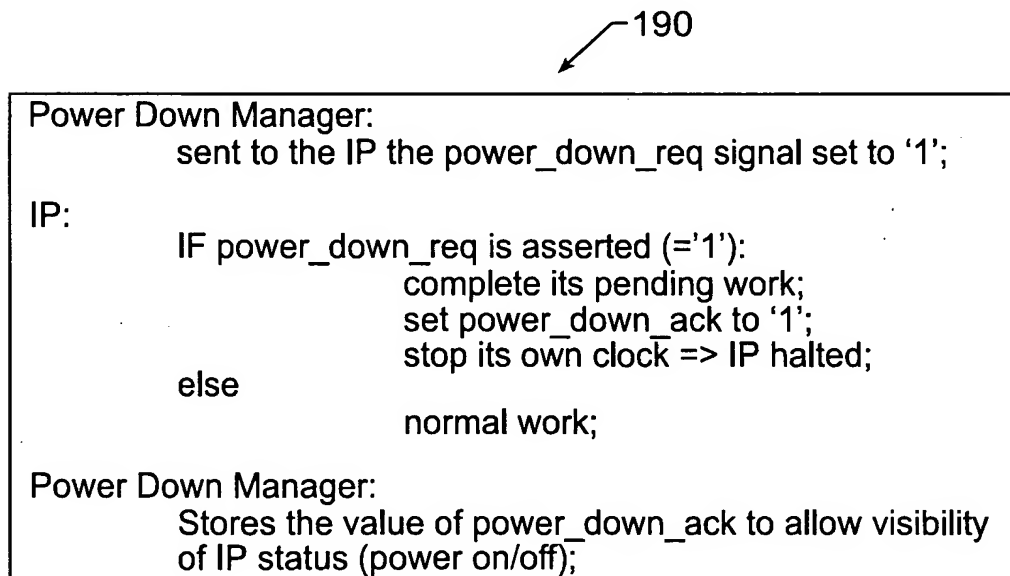 190
Power Down Manager:
sent to the IP the power_down_req signal set to ‘1’;
IP:
IF power_down_req is asserted (=’1’):
complete its pending work;
set power_down_ack to ‘1’;
stop its own clock => IP halted;
else
normal work;
Power Down Manager:
Stores the value of power_down_ack to allow visibility
of IP status (power on/off);